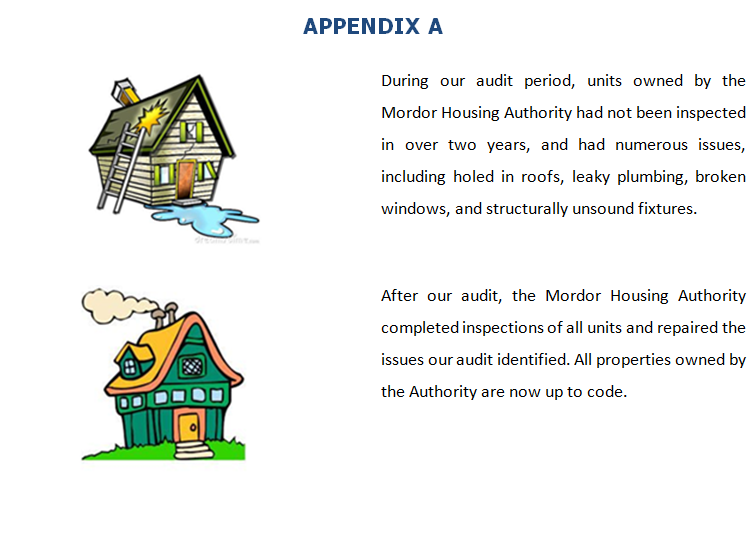 APPENDIX A
During our audit period, units owned by the
Mordor Housing Authority had not been inspected
in over two years, and had numerous issues,
including holed in roofs, leaky plumbing, broken
windows, and structurally unsound fixtures.
After our audit, the Mordor Housing Authority
completed inspections of all units and repaired the
issues our audit identified. All properties owned by
the Authority are now up to code.